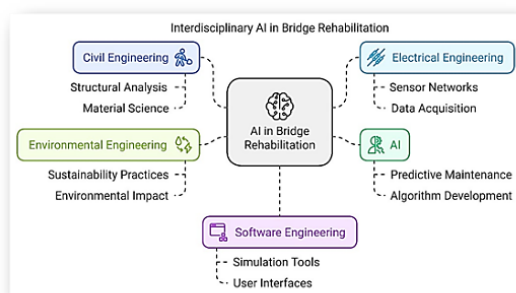 Interdisciplinary AI in Bridge Rehabilitation
Civil Engineering
Structural Analysis
Material Science
Environmental Engineering
Sustainability Practices
Environmental Impact
AI in Bridge
Rehabilitation
Electrical Engineering
Sensor Networks
Data Acquisition
AI
Predictive Maintenance
Algorithm Development
Software Engineering
Simulation Tools
User Interfaces